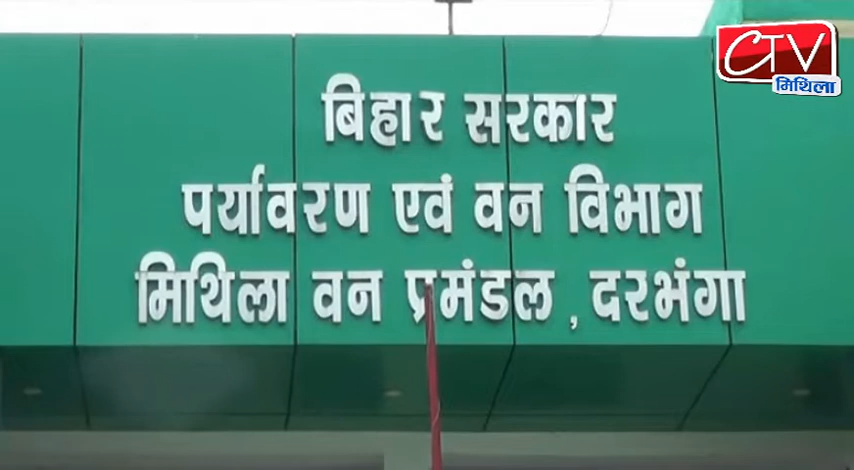 CTV
मिथिला
बिहार सरकार
पर्यावरण एवं वन विभाग
मिथिला वन प्रमंडल , दरभंगा